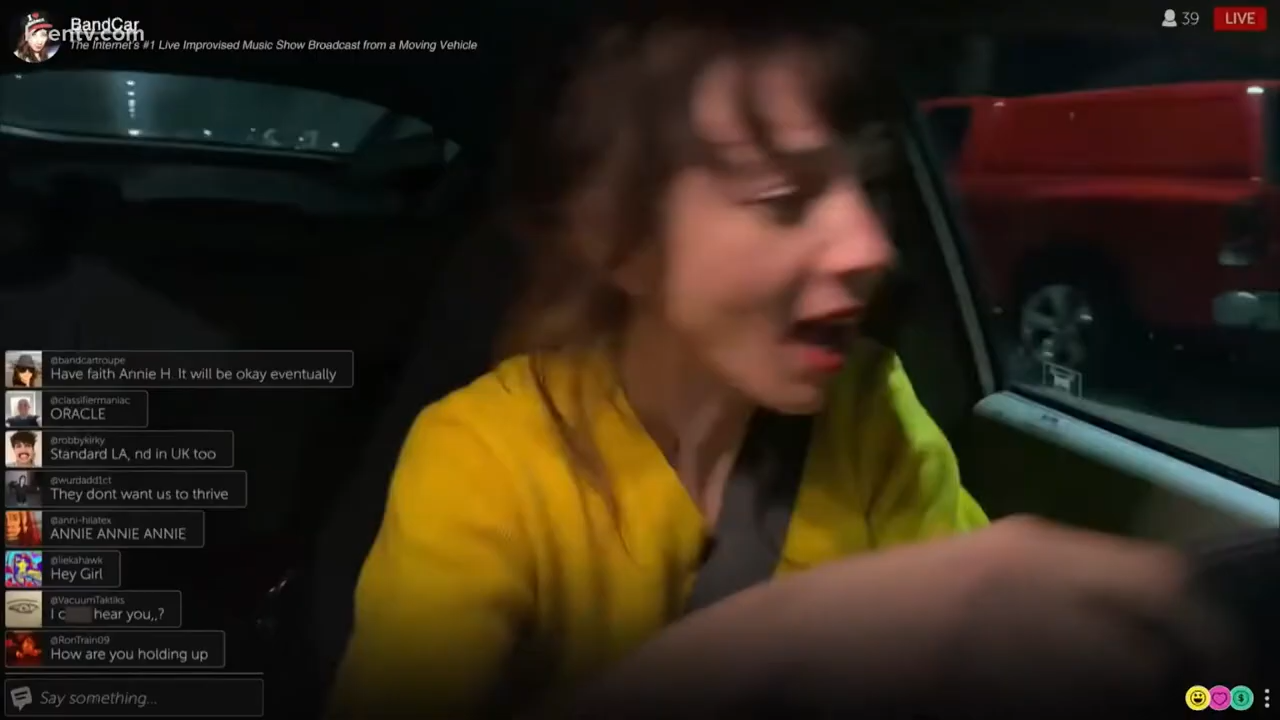 BandCar
kcentv.com
The Internet's #1 Live Improvised Music Show Broadcast from a Moving Vehicle
39
LIVE
@bandcartroupe
Have faith Annie H. It will be okay eventually
@classifiermaniac
ORACLE
@robbykirky
Standard LA, nd in UK too
@wurdadd1ct
They dont want us to thrive
@anni-hilatex
ANNIE ANNIE ANNIE
@liekahawk
Hey Girl
@VacuumTaktiks
I c hear you,,?
@RonTrain09
How are you holding up
Say something...